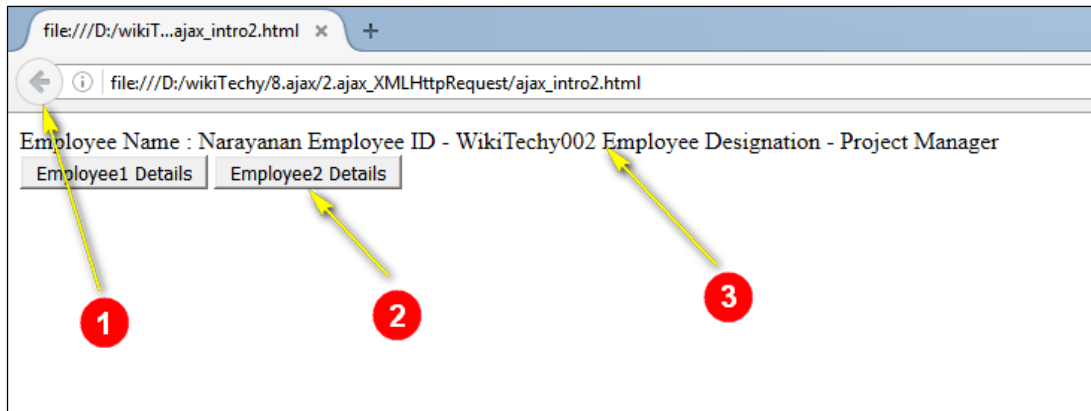 file:///D:/wikiT...ajax_intro2.html × +
file:///D:/wikiTechy/8.ajax/2.ajax_XMLHttpRequest/ajax_intro2.html
Employee Name : Narayanan Employee ID - WikiTechy002 Employee Designation - Project Manager
Employee1 Details Employee2 Details
1 2 3